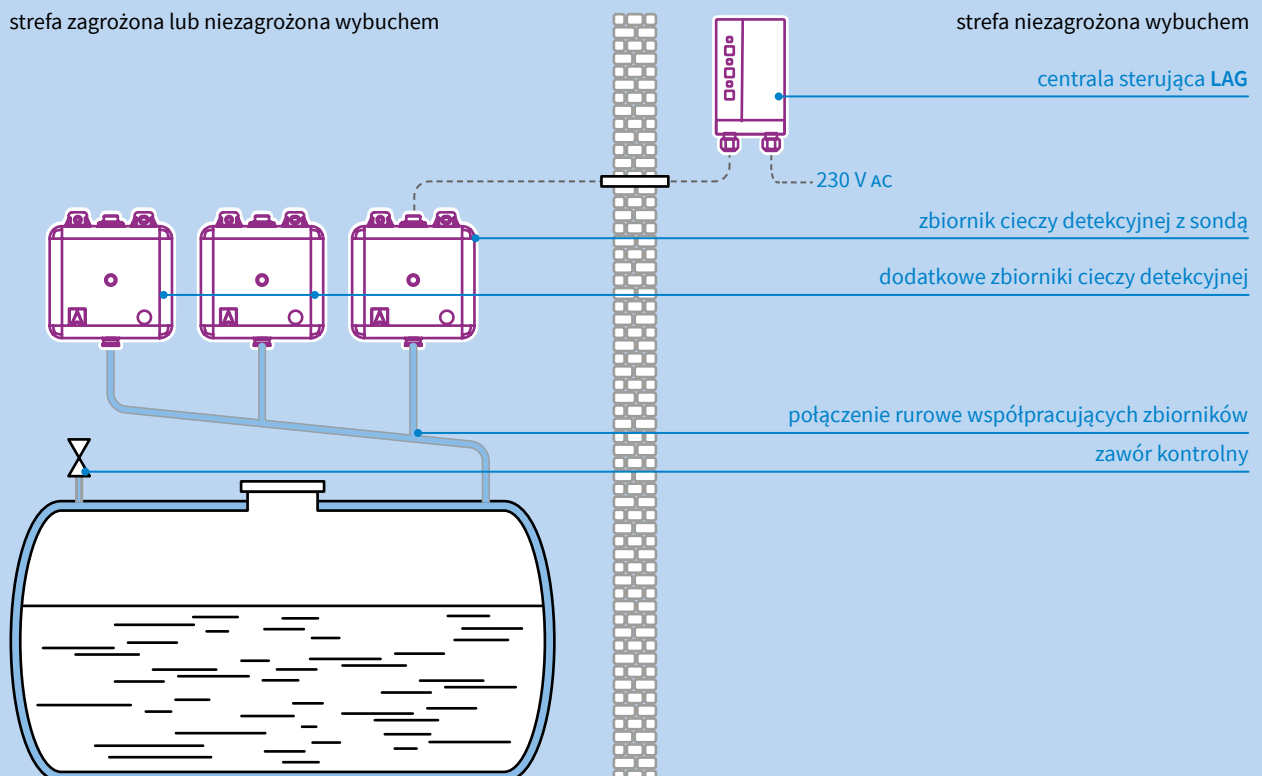 strefa zagrożona lub niezagrożona wybuchem
strefa niezagrożona wybuchem
centrala sterująca LAG
230 V AC
zbiornik cieczy detekcyjnej z sondą
dodatkowe zbiorniki cieczy detekcyjnej
połączenie rurowe współpracujących zbiorników
zawór kontrolny